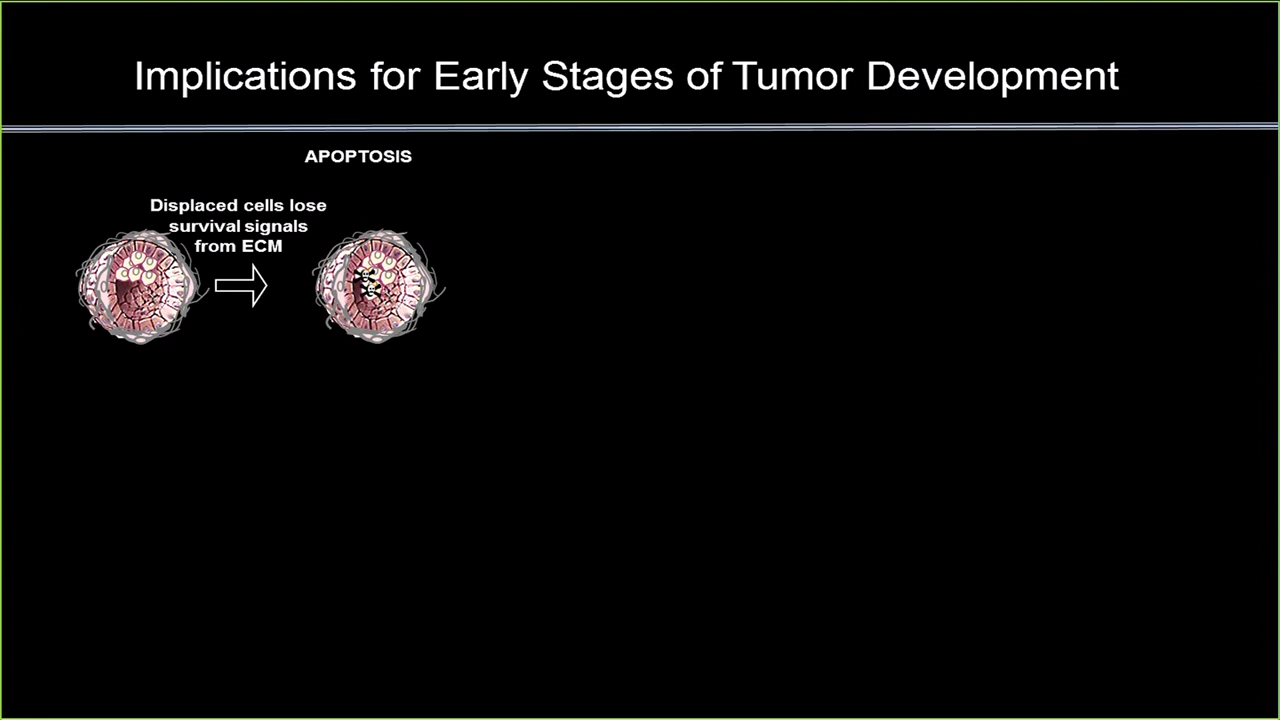 Implications for Early Stages of Tumor Development
APOPTOSIS
Displaced cells lose
survival signals
from ECM